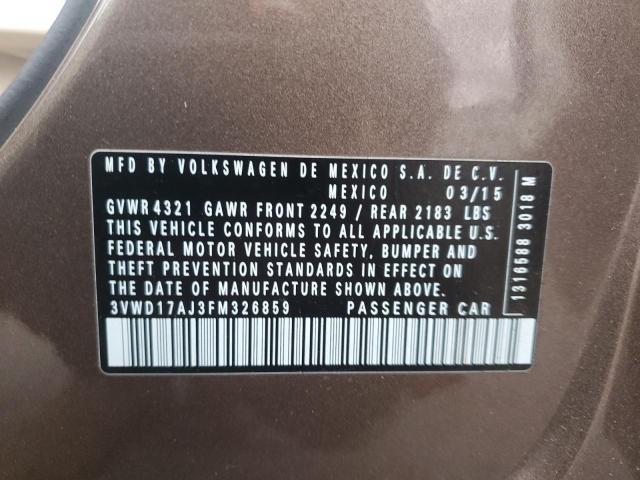 MFD BY VOLKSWAGEN DE MEXICO S.A. DE C.V.
MEXICO 03/15
GVWR 4321 GAWR FRONT 2249 / REAR 2183 LBS
THIS VEHICLE CONFORMS TO ALL APPLICABLE U.S.
FEDERAL MOTOR VEHICLE SAFETY, BUMPER AND
THEFT PREVENTION STANDARDS IN EFFECT ON
THE DATE OF MANUFACTURE SHOWN ABOVE.
3VWD17AJ3FM326859 PASSENGER CAR
1316588 3018 M